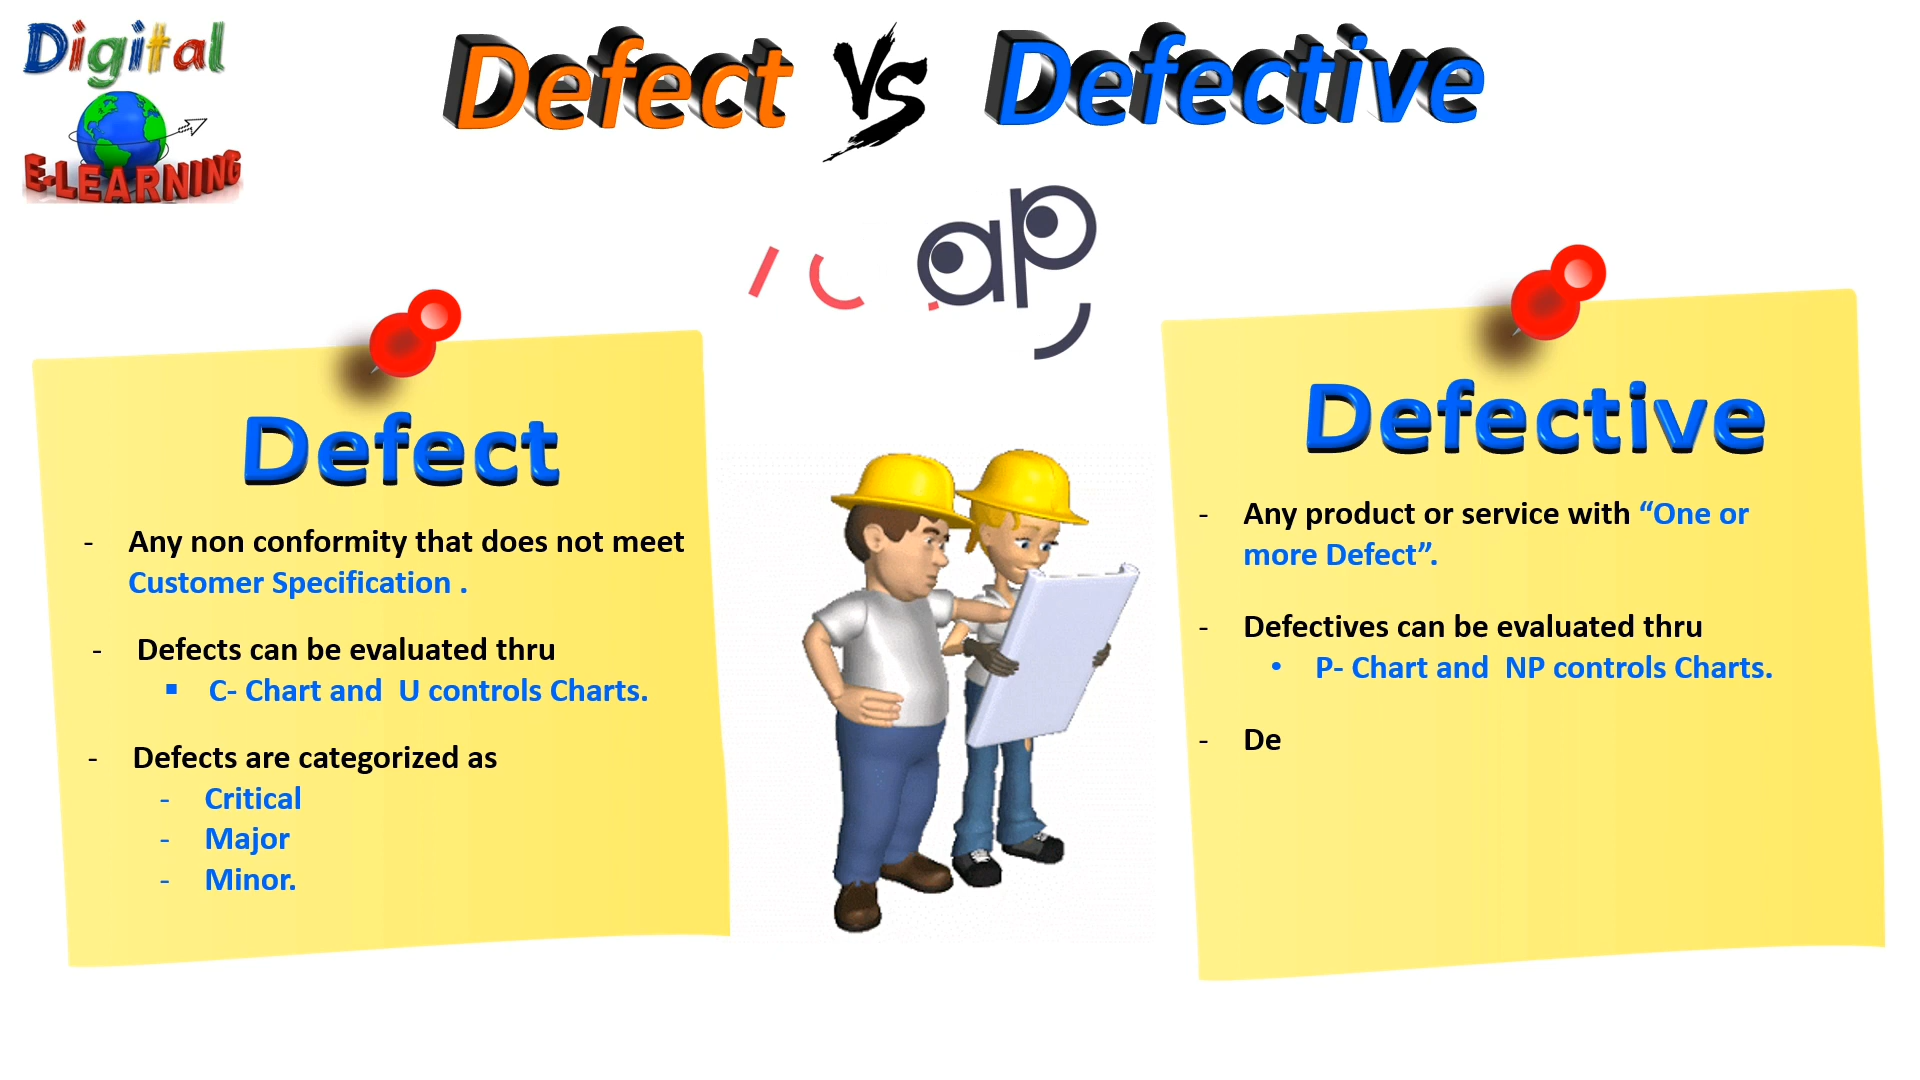 Digital
E-LEARNING
Defect VS Defective
ap
Defect
- Any non conformity that does not meet
Customer Specification .
- Defects can be evaluated thru
▪ C- Chart and U controls Charts.
- Defects are categorized as
- Critical
- Major
- Minor.
Defective
- Any product or service with “One or
more Defect”.
- Defectives can be evaluated thru
• P- Chart and NP controls Charts.
- De